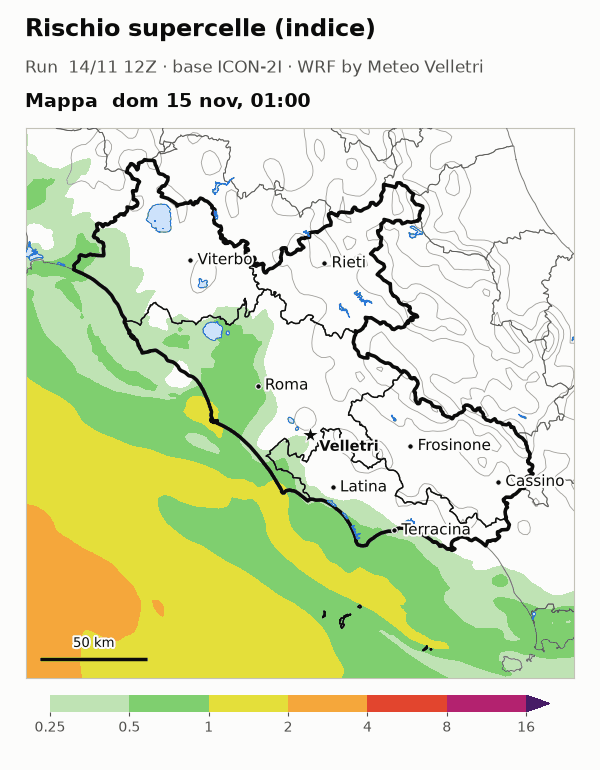 Rischio supercelle (indice)
Run  14/11 12Z · base ICON-2I · WRF by Meteo Velletri
Mappa  dom 15 nov, 01:00
Viterbo
Rieti
Roma
Velletri
Frosinone
Latina
Cassino
Terracina
50 km
0.25 0.5 1 2 4 8 16